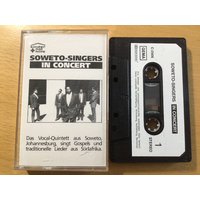 SOWETO-SINGERS
IN CONCERT
Das Vocal-Quintett aus Soweto,
Johannesburg, singt Gospels und
traditionelle Lieder aus Südafrika.
SOWETO-SINGERS
IN CONCERT
1
STEREO